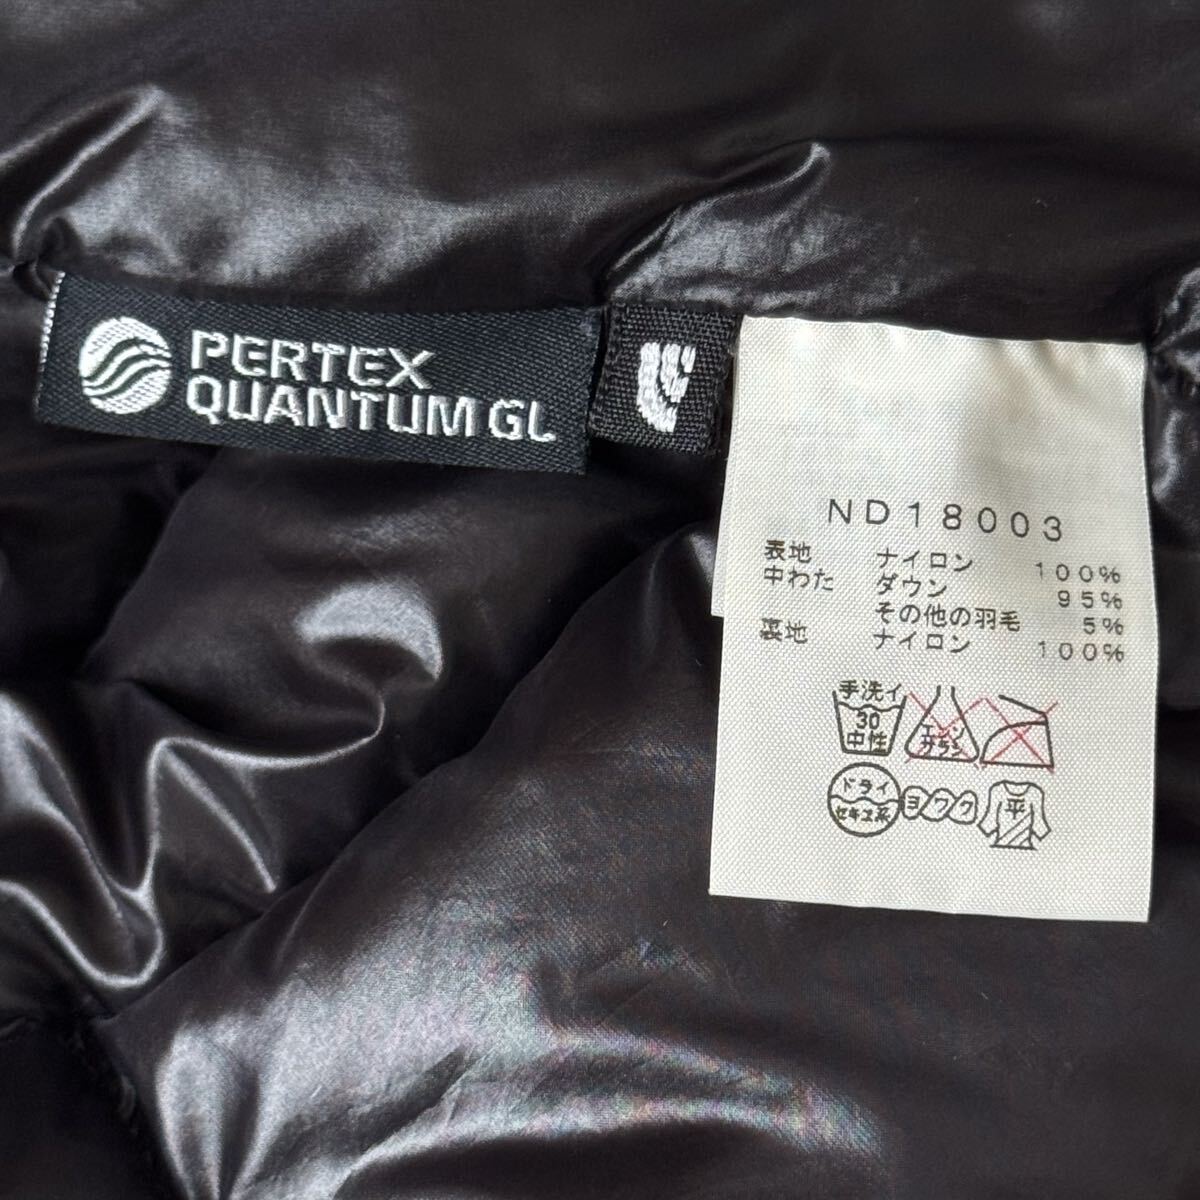 PERTEX
QUANTUM GL
ND18003
表地 ナイロン 100%
中わた ダウン 95%
その他の羽毛 5%
裏地 ナイロン 100%
手洗イ
30
中性
エンソ
サラシ
ドライ
セキユ系
ヨワク
平